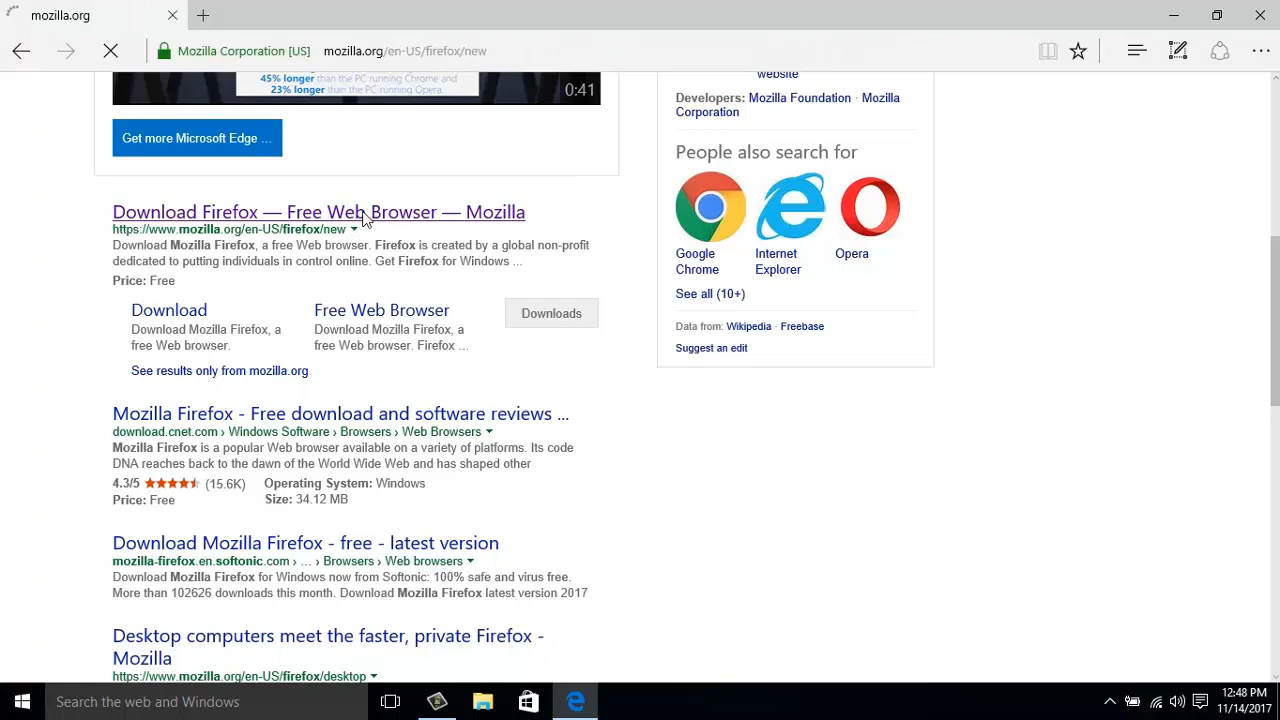 mozilla.org
Mozilla Corporation [US] mozilla.org/en-US/firefox/new
45% longer than the PC running Chrome and
23% longer than the PC running Opera.
0:41
Get more Microsoft Edge ...
Download Firefox — Free Web Browser — Mozilla
https://www.mozilla.org/en-US/firefox/new
Download Mozilla Firefox, a free Web browser. Firefox is created by a global non-profit
dedicated to putting individuals in control online. Get Firefox for Windows ...
Price: Free
Download
Download Mozilla Firefox, a
free Web browser.
Free Web Browser
Download Mozilla Firefox, a
free Web browser. Firefox ...
Downloads
See results only from mozilla.org
Mozilla Firefox - Free download and software reviews ...
download.cnet.com › Windows Software › Browsers › Web Browsers
Mozilla Firefox is a popular Web browser available on a variety of platforms. Its code
DNA reaches back to the dawn of the World Wide Web and has shaped other
4.3/5 (15.6K) Operating System: Windows
Price: Free Size: 34.12 MB
Download Mozilla Firefox - free - latest version
mozilla-firefox.en.softonic.com › ... › Browsers › Web browsers
Download Mozilla Firefox for Windows now from Softonic: 100% safe and virus free.
More than 102626 downloads this month. Download Mozilla Firefox latest version 2017
Desktop computers meet the faster, private Firefox -
Mozilla
https://www.mozilla.org/en-US/firefox/desktop
website
Developers: Mozilla Foundation · Mozilla
Corporation
People also search for
Google
Chrome
Internet
Explorer
Opera
See all (10+)
Data from: Wikipedia · Freebase
Suggest an edit
Search the web and Windows
12:48 PM
11/14/2017